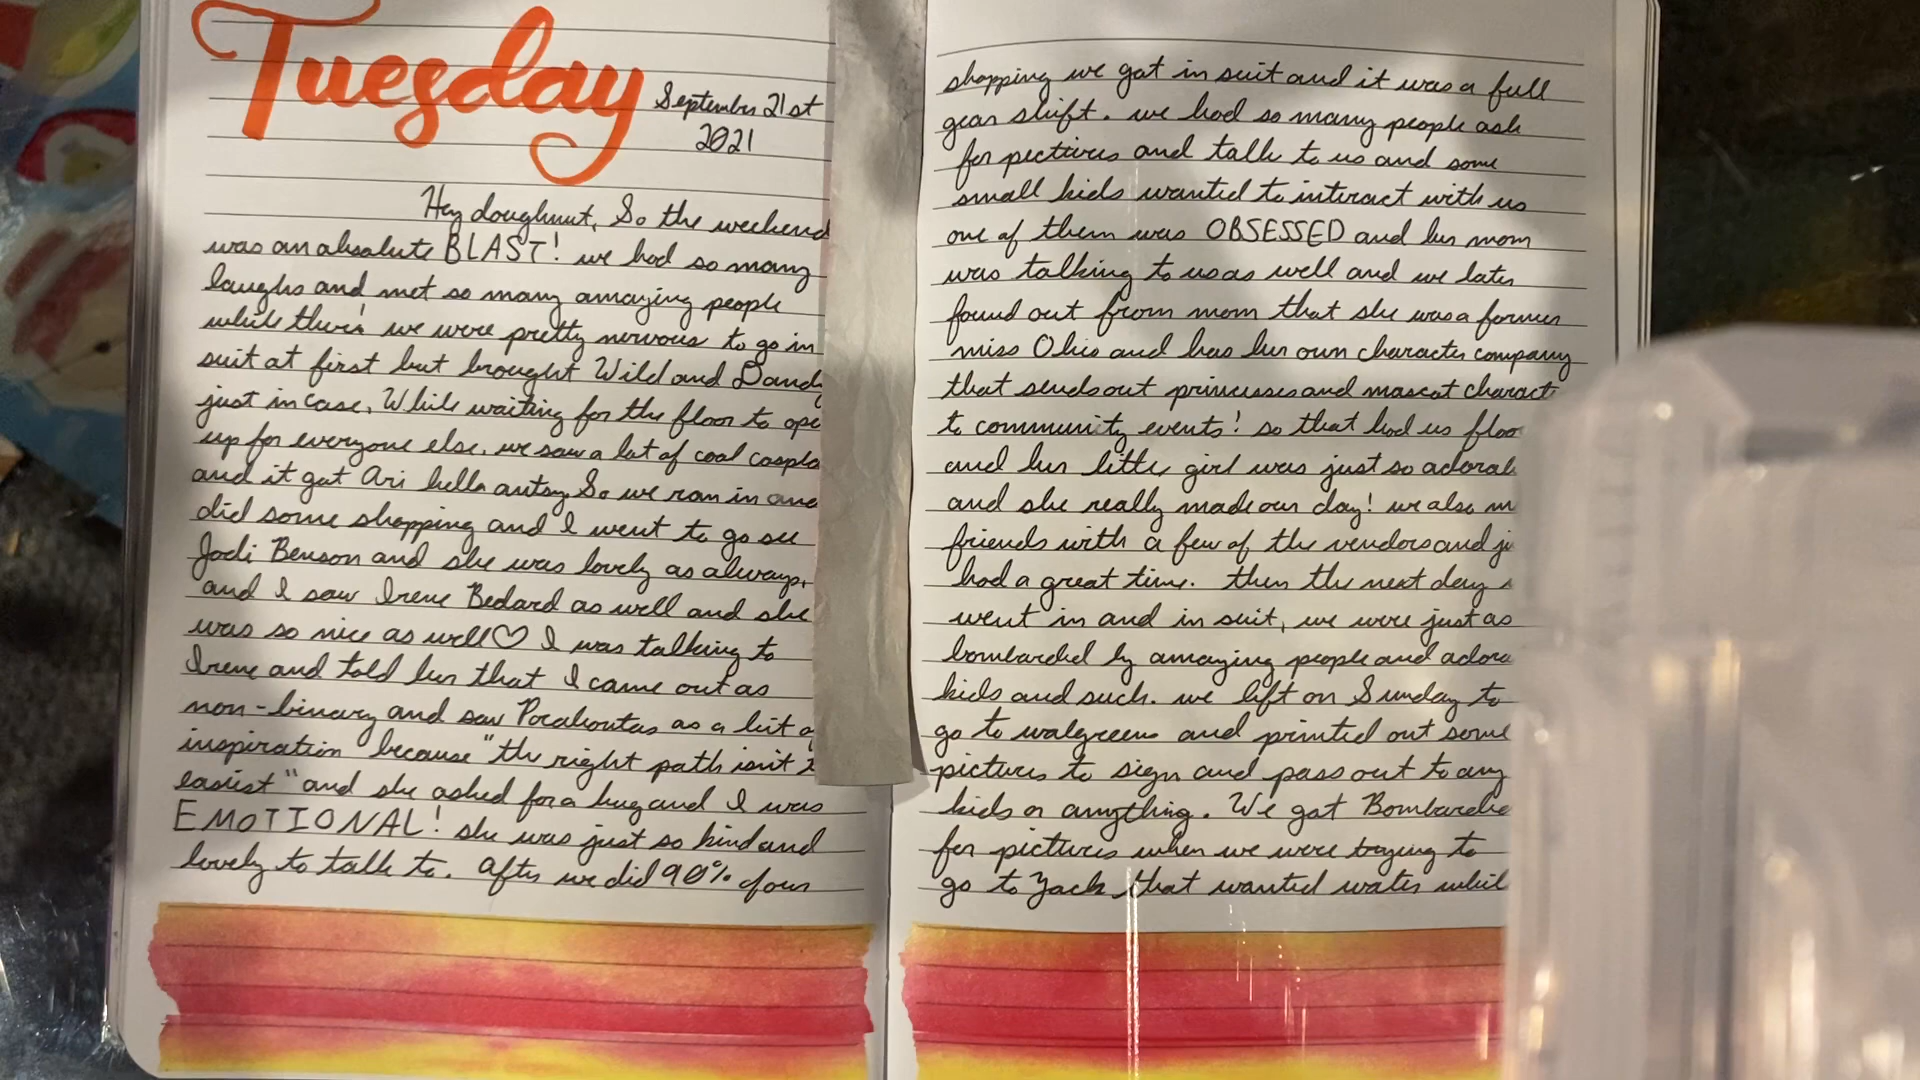 Tuesday
September 21st
2021
Hey doughnut, So the weekend
was an absolute BLAST! we had so many
laughs and met so many amazing people
while there! we were pretty nervous to go in
suit at first but brought Wild and Dandy
just in case. While waiting for the floor to ope
up for everyone else, we saw a lot of cool cospla
and it got Ari hella antsy So we ran in and
did some shopping and I went to go see
Jodi Benson and she was lovely as always,
and I saw Irene Bedard as well and she
was so nice as well♡ I was talking to
Irene and told her that I came out as
non-binary and saw Pocahontas as a bit of
inspiration because "the right path isn't
easist" and she asked for a hug and I was
EMOTIONAL! she was just so kind and
lovely to talk to. After we did 90% of our
shopping we got in suit and it was a full
gear shift. we had so many people ask
for pectives and talk to us and some
small kids wanted to interact with us
one of them was OBSESSED and her mom
was talking to us as well and we later
found out from mom that she was a former
miss Ohio and has her own character company
that sends out princesses and mascot charact
to community events! so that had us floo
and her little girl was just so adorab
and she really made our day! we also m
friends with a few of the vendors and ju
had a great time. then the next day
went in and in suit, we were just as
bombarded by amazing people and adora
kids and such. we left on Sunday to
go to walgreens and printed out some
pictures to sign and pass out to any
kids or anything. We got Bombarde
for pictures when we were trying to
go to Zack that wanted water whil